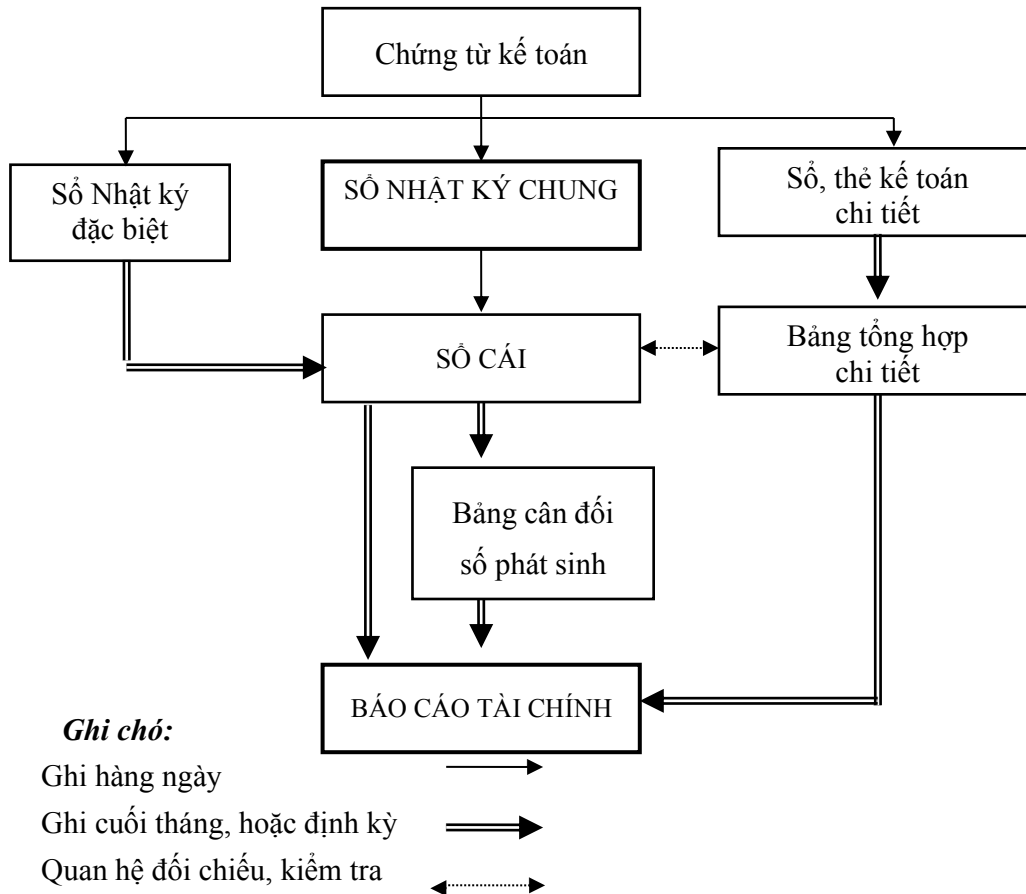 Chứng từ kế toán
Sổ Nhật ký
đặc biệt
SỔ NHẬT KÝ CHUNG
Sổ, thẻ kế toán
chi tiết
SỔ CÁI
Bảng tổng hợp
chi tiết
Bảng cân đối
số phát sinh
BÁO CÁO TÀI CHÍNH
Ghi chó:
Ghi hàng ngày
Ghi cuối tháng, hoặc định kỳ
Quan hệ đối chiếu, kiểm tra